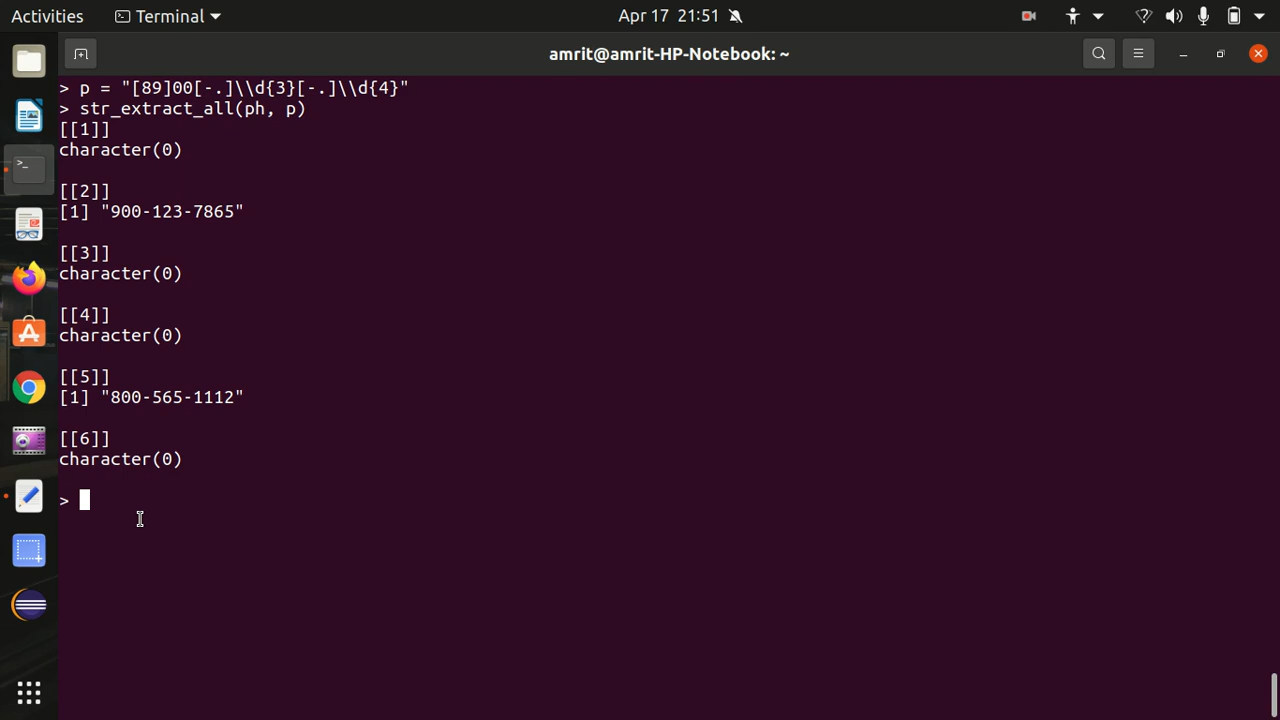 Activities
Terminal
Apr 17 21:51
amrit@amrit-HP-Notebook: ~
> p = "[89]00[-.]\\d{3}[-.]\\d{4}"
> str_extract_all(ph, p)
[[1]]
character(0)
[[2]]
[1] "900-123-7865"
[[3]]
character(0)
[[4]]
character(0)
[[5]]
[1] "800-565-1112"
[[6]]
character(0)
>